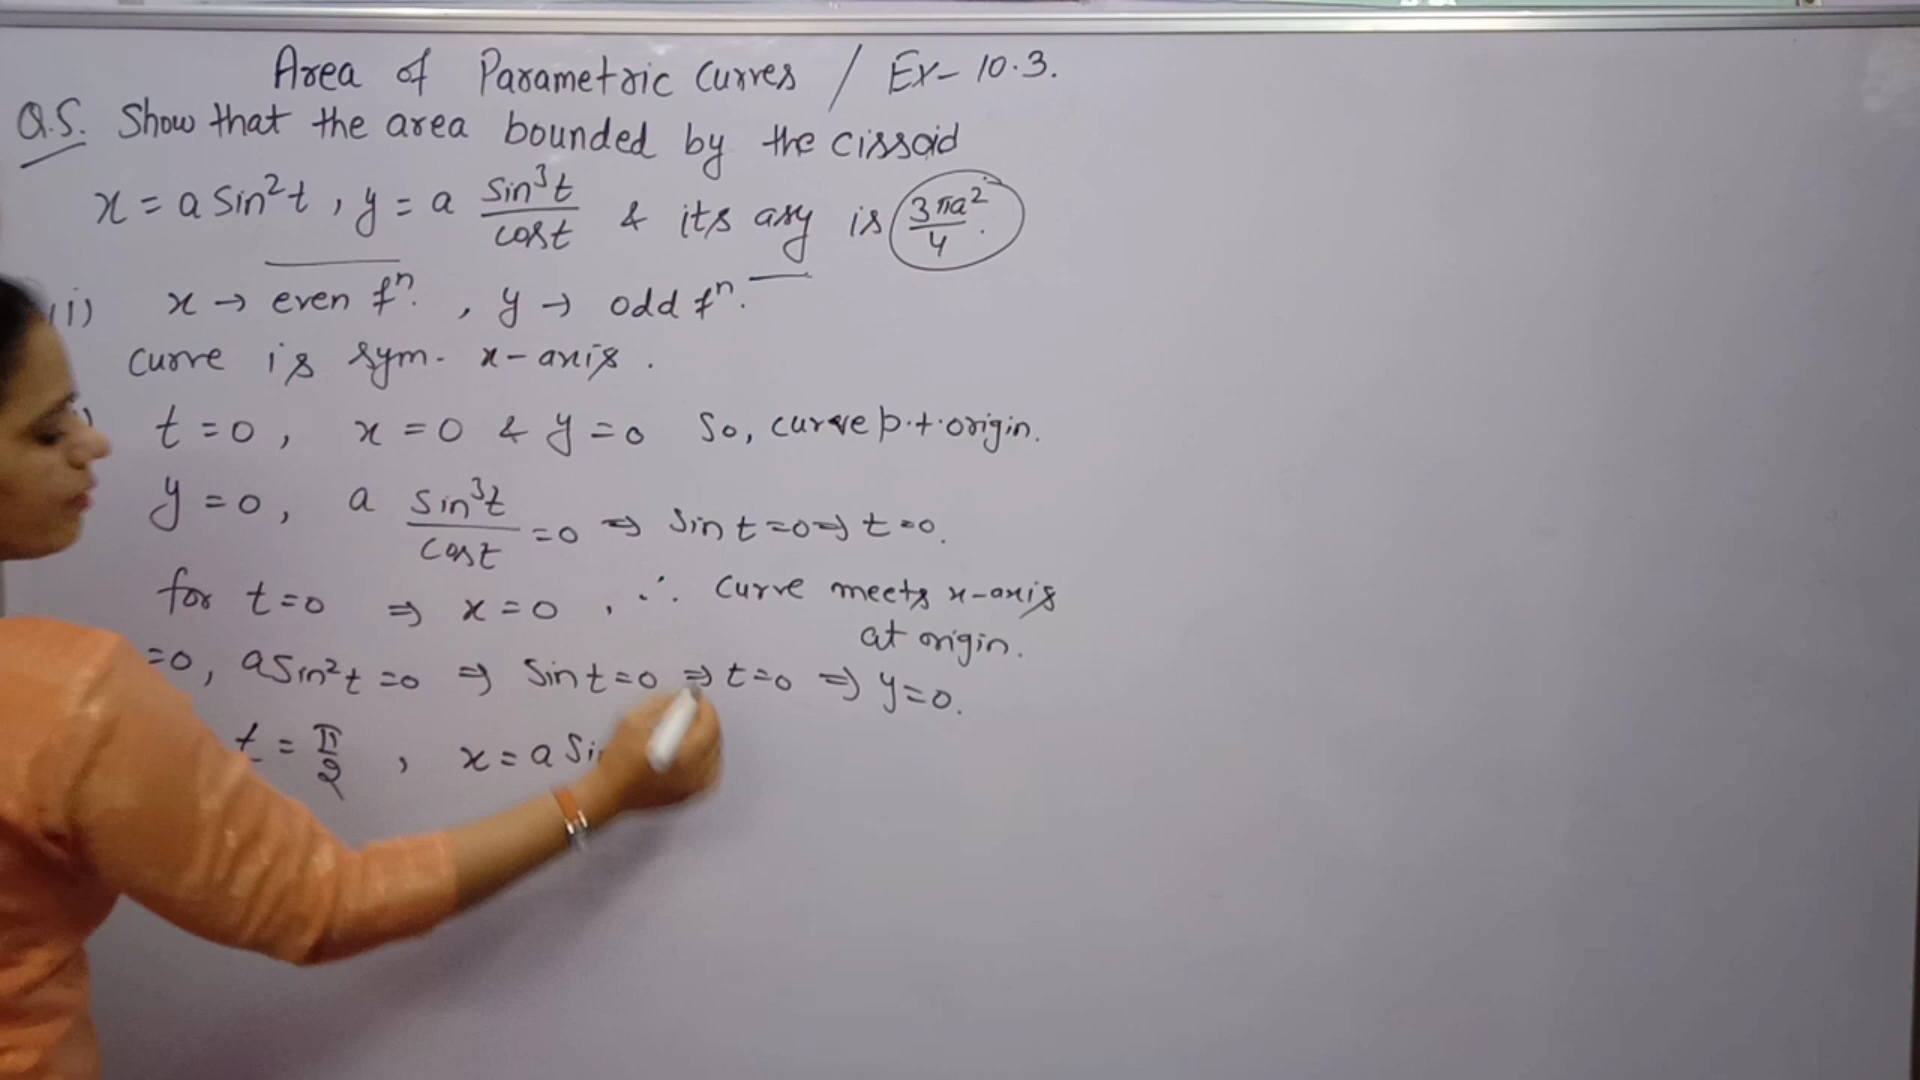 Area of Parametric Curves / Ex- 10.3.
Q.5. Show that the area bounded by the cissoid
x = a sin²t, y = a sin³t/cost & its asy is 3πa²/4.
i) x → even fⁿ., y → odd fⁿ.
Curve is sym. x-axis.
t=0, x=0 & y=0 So, curve p.t. origin.
y=0, a sin³t/cost =0 ⇒ sin t=0 ⇒ t=0.
for t=0 ⇒ x=0, ∴ Curve meets x-axis
at origin.
=0, a sin²t=0 ⇒ Sin t=0 ⇒ t=0 ⇒ y=0.
t = π/2, x = a Si